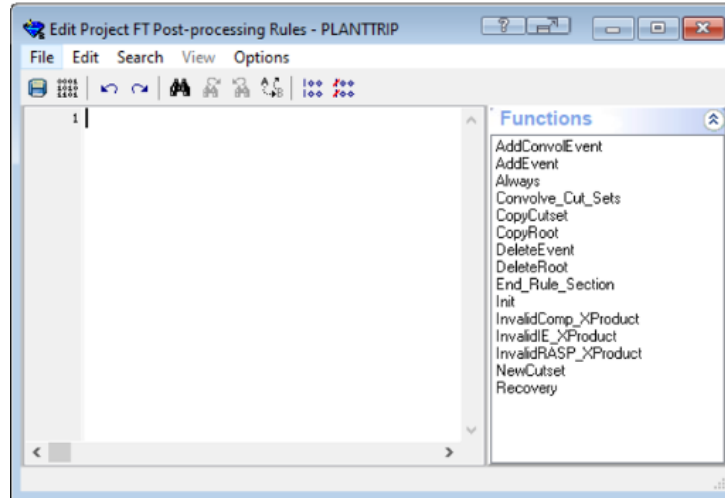 Edit Project FT Post-processing Rules - PLANTTRIP
File Edit Search View Options
1
Functions
AddConvolEvent
AddEvent
Always
Convolve_Cut_Sets
CopyCutset
CopyRoot
DeleteEvent
DeleteRoot
End_Rule_Section
Init
InvalidComp_XProduct
InvalidIE_XProduct
InvalidRASP_XProduct
NewCutset
Recovery